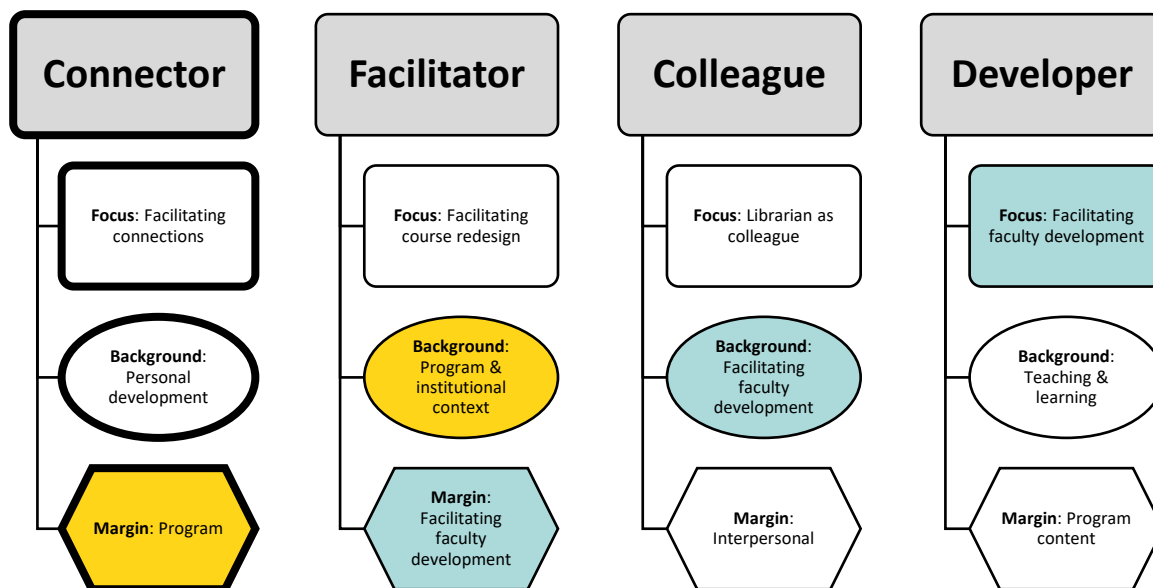 Connector
Facilitator
Colleague
Developer
Focus: Facilitating
connections
Focus: Facilitating
course redesign
Focus: Librarian as
colleague
Focus: Facilitating
faculty development
Background:
Personal
development
Background:
Program &
institutional
context
Background:
Facilitating
faculty
development
Background:
Teaching &
learning
Margin: Program
Margin:
Facilitating
faculty
development
Margin:
Interpersonal
Margin: Program
content